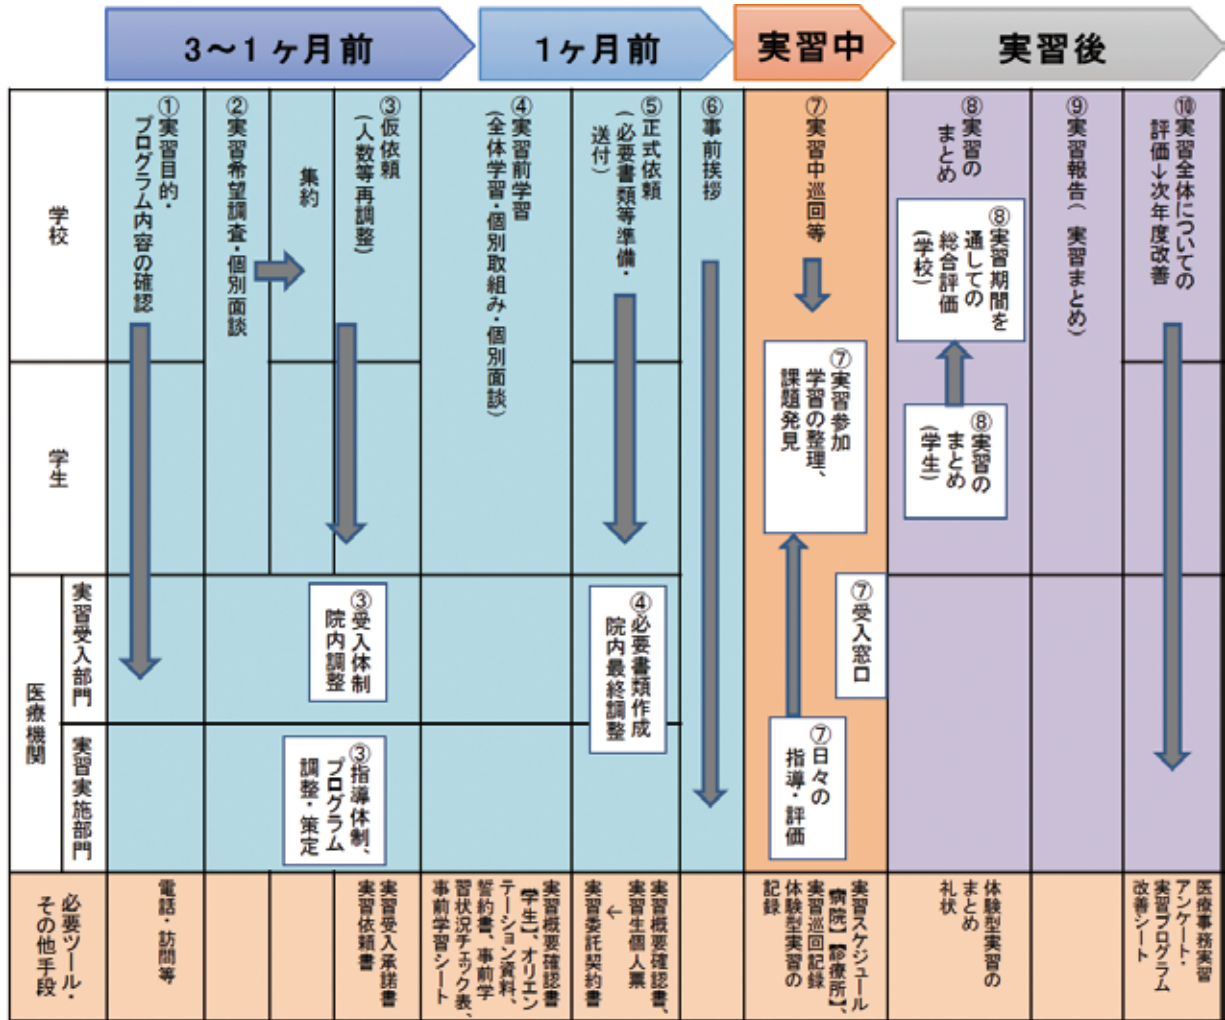 3～1ヶ月前
1ヶ月前
実習中
実習後
学校
学生
医療機関
実習受入部門
実習実施部門
必要ツール・
その他手段
①実習目的・
プログラム内容の確認
②実習希望調査・個別面談
集約
③仮依頼
(人数等再調整)
④実習前学習
(全体学習・個別取組み・個別面談)
⑤正式依頼
(必要書類等準備・
送付)
⑥事前挨拶
⑦実習中巡回等
⑧実習の
まとめ
⑨実習報告(実習まとめ)
⑩実習全体についての
評価↓次年度改善
⑧実習期間を
通しての
総合評価
(学校)
⑦実習参加
学習の整理、
課題発見
⑧実習の
まとめ
(学生)
③受入体制
院内調整
④必要書類作成
院内最終調整
⑦受入窓口
③指導体制、
プログラム
調整・策定
⑦日々の
指導・評価
電話・訪問等
実習受入承諾書
実習依頼書
実習概要確認書
【学生】、オリエン
テーション資料、
誓約書、事前学
習状況チェック表、
事前学習シート
実習概要確認書、
実習生個人票
↓
実習委託契約書
実習スケジュール
【病院】【診療所】、
実習巡回記録
体験型実習の
記録
体験型実習の
まとめ
礼状
医療事務実習
アンケート・
実習プログラム
改善シート